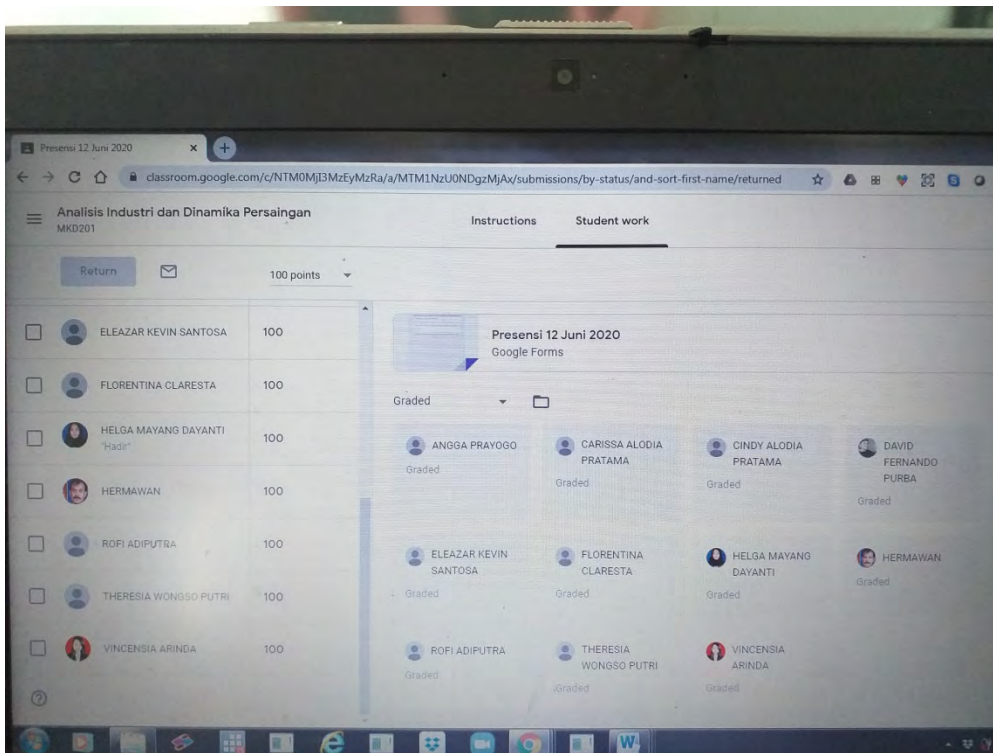 Presensi 12 Juni 2020
classroom.google.com/c/NTM0MjI3MzEyMzRa/a/MTM1NzU0NDgzMjAx/submissions/by-status/and-sort-first-name/returned
Analisis Industri dan Dinamika Persaingan
MKD201
Instructions
Student work
Return
100 points
ELEAZAR KEVIN SANTOSA 100
FLORENTINA CLARESTA 100
HELGA MAYANG DAYANTI 100
"Hadir"
HERMAWAN 100
ROFI ADIPUTRA 100
THERESIA WONGSO PUTRI 100
VINCENSIA ARINDA 100
Presensi 12 Juni 2020
Google Forms
Graded
ANGGA PRAYOGO
Graded
CARISSA ALODIA
PRATAMA
Graded
CINDY ALODIA
PRATAMA
Graded
DAVID
FERNANDO
PURBA
Graded
ELEAZAR KEVIN
SANTOSA
Graded
FLORENTINA
CLARESTA
Graded
HELGA MAYANG
DAYANTI
Graded
HERMAWAN
Graded
ROFI ADIPUTRA
Graded
THERESIA
WONGSO PUTRI
Graded
VINCENSIA
ARINDA
Graded